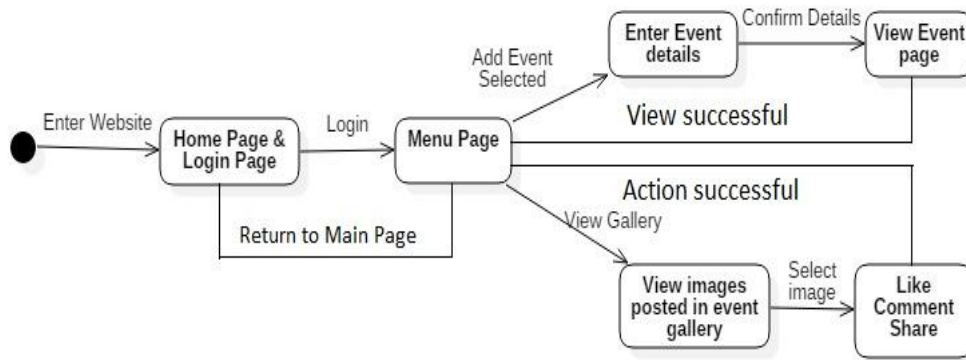 Enter Website
Home Page &
Login Page
Login
Menu Page
Return to Main Page
Add Event
Selected
Enter Event
details
Confirm Details
View Event
page
View successful
Action successful
View Gallery
View images
posted in event
gallery
Select
image
Like
Comment
Share